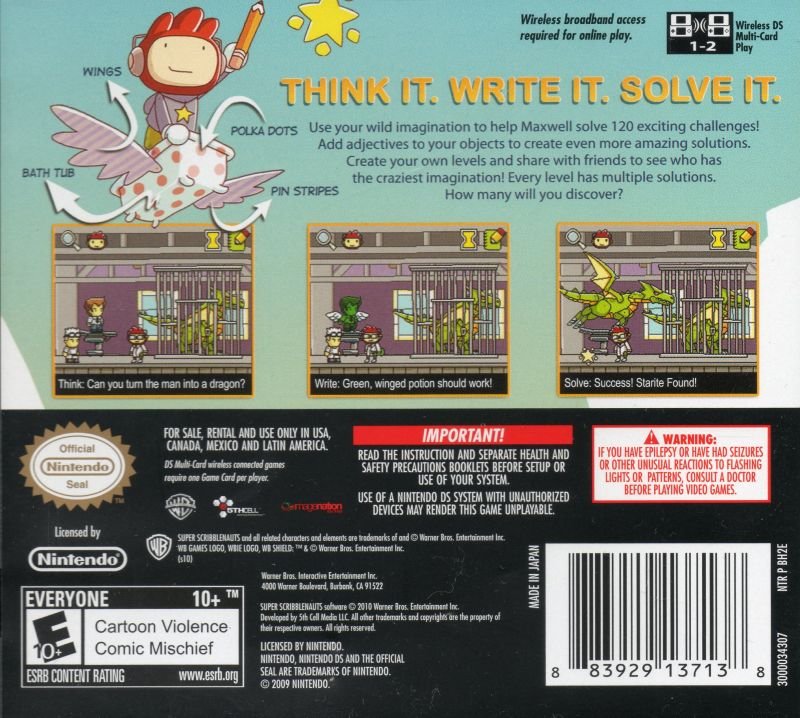 Wireless broadband access
required for online play.
Wireless DS
Multi-Card
Play
1-2
WINGS
POLKA DOTS
BATH TUB
PIN STRIPES
THINK IT. WRITE IT. SOLVE IT.
Use your wild imagination to help Maxwell solve 120 exciting challenges!
Add adjectives to your objects to create even more amazing solutions.
Create your own levels and share with friends to see who has
the craziest imagination! Every level has multiple solutions.
How many will you discover?
Think: Can you turn the man into a dragon?
Write: Green, winged potion should work!
Solve: Success! Starite Found!
Official
Nintendo
Seal
TM
FOR SALE, RENTAL AND USE ONLY IN USA,
CANADA, MEXICO AND LATIN AMERICA.
DS Multi-Card wireless connected games
require one Game Card per player.
IMPORTANT!
READ THE INSTRUCTION AND SEPARATE HEALTH AND
SAFETY PRECAUTIONS BOOKLETS BEFORE SETUP OR
USE OF YOUR SYSTEM.
USE OF A NINTENDO DS SYSTEM WITH UNAUTHORIZED
DEVICES MAY RENDER THIS GAME UNPLAYABLE.
WARNING:
IF YOU HAVE EPILEPSY OR HAVE HAD SEIZURES
OR OTHER UNUSUAL REACTIONS TO FLASHING
LIGHTS OR PATTERNS, CONSULT A DOCTOR
BEFORE PLAYING VIDEO GAMES.
5TH CELL
imagenation
Licensed by
Nintendo
SUPER SCRIBBLENAUTS and all related characters and elements are trademarks of and © Warner Bros. Entertainment Inc.
WB GAMES LOGO, WBIE LOGO, WB SHIELD: ™ & © Warner Bros. Entertainment Inc.
(s10)
Warner Bros. Interactive Entertainment Inc.
4000 Warner Boulevard, Burbank, CA 91522
SUPER SCRIBBLENAUTS software © 2010 Warner Bros. Entertainment Inc.
Developed by 5th Cell Media LLC. All other trademarks and copyrights are the property of
their respective owners. All rights reserved.
LICENSED BY NINTENDO.
NINTENDO, NINTENDO DS AND THE OFFICIAL
SEAL ARE TRADEMARKS OF NINTENDO.
© 2009 NINTENDO.
EVERYONE 10+ ™
E
10+
Cartoon Violence
Comic Mischief
ESRB CONTENT RATING www.esrb.org
MADE IN JAPAN
8 83929 13713 8
NTR P BH2E
3000034307